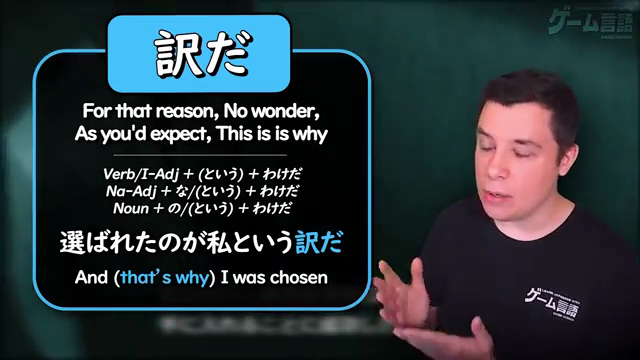 訳だ
For that reason, No wonder,
As you'd expect, This is is why
Verb/I-Adj + (という) + わけだ
Na-Adj + な/(という) + わけだ
Noun + の/(という) + わけだ
選ばれたのが私という訳だ
And (that's why) I was chosen
ゲーム言語
ゲーム言語